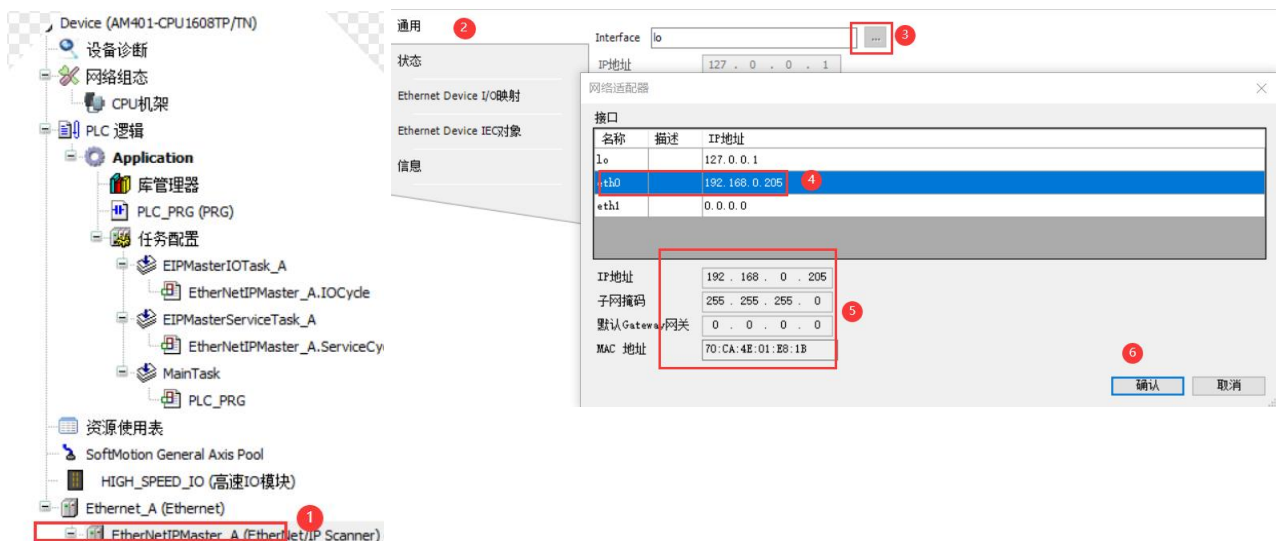 Device (AM401-CPU1608TP/TN)
设备诊断
网络组态
CPU机架
PLC 逻辑
Application
库管理器
PLC_PRG (PRG)
任务配置
EIPMasterIOTask_A
EtherNetIPMaster_A.IOCycle
EIPMasterServiceTask_A
EtherNetIPMaster_A.ServiceCy
MainTask
PLC_PRG
资源使用表
SoftMotion General Axis Pool
HIGH_SPEED_IO (高速IO模块)
Ethernet_A (Ethernet)
1
EtherNetIPMaster_A (EtherNet/IP Scanner)
通用
2
状态
Ethernet Device I/O映射
Ethernet Device IEC对象
信息
Interface lo ... 3
IP地址 127 . 0 . 0 . 1
网络适配器
接口
名称 描述 IP地址
lo 127.0.0.1
eth0 192.168.0.205 4
eth1 0.0.0.0
IP地址 192 . 168 . 0 . 205
子网掩码 255 . 255 . 255 . 0
5
默认Gateway网关 0 . 0 . 0 . 0
MAC 地址 70:CA:4E:01:E8:1B
6
确认 取消